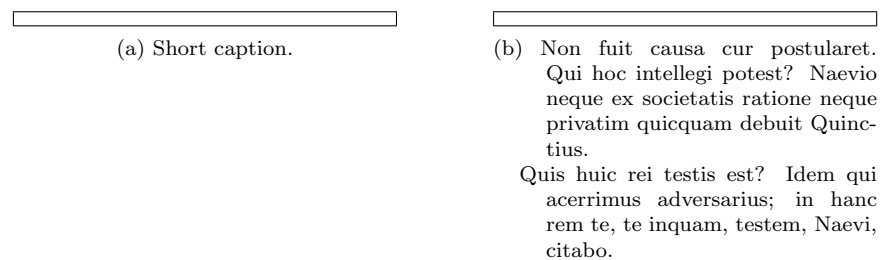 (a) Short caption.
(b) Non fuit causa cur postularet.
Qui hoc intellegi potest? Naevio
neque ex societatis ratione neque
privatim quicquam debuit Quinc-
tius.
Quis huic rei testis est? Idem qui
acerrimus adversarius; in hanc
rem te, te inquam, testem, Naevi,
citabo.